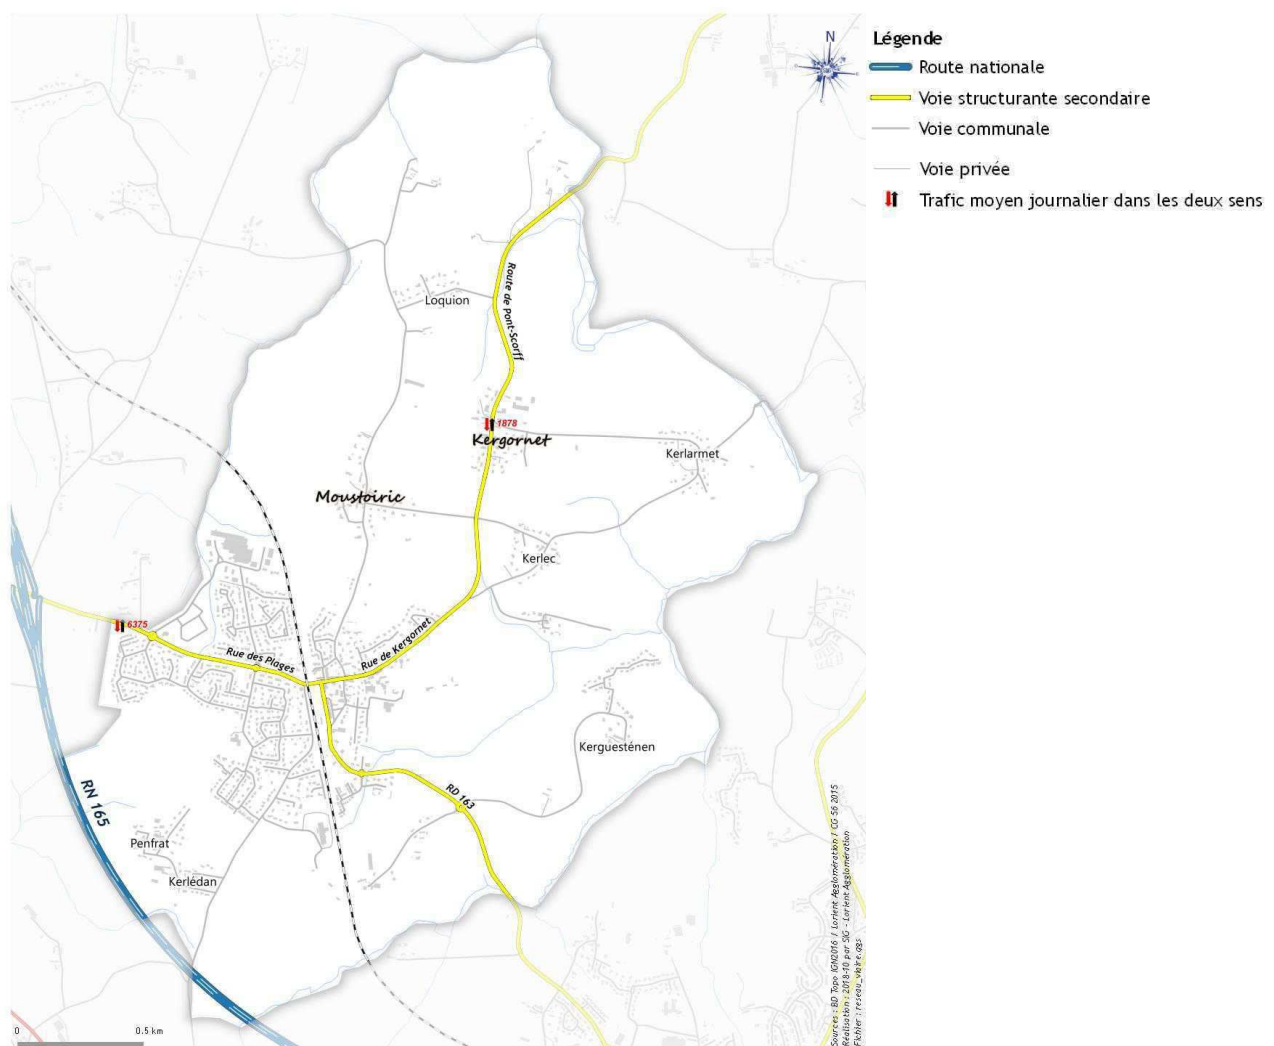 N
Légende
Route nationale
Voie structurante secondaire
Voie communale
Voie privée
Trafic moyen journalier dans les deux sens
Loquion
Route de Pont-Scorff
1878
Kergornet
Kerlarmet
Moustoiric
Kerlec
6375
Rue des Plages
Rue de Kergornet
Kerguesténen
RN 165
RD 163
Penfrat
Kerlédan
0 0.5 km
Sources : BD Topo IGN2016 / Lorient Agglomération / CG 56 2015
Réalisation : 2018-10 par SIG - Lorient Agglomération
Fichier : reseau_viaire.qgs